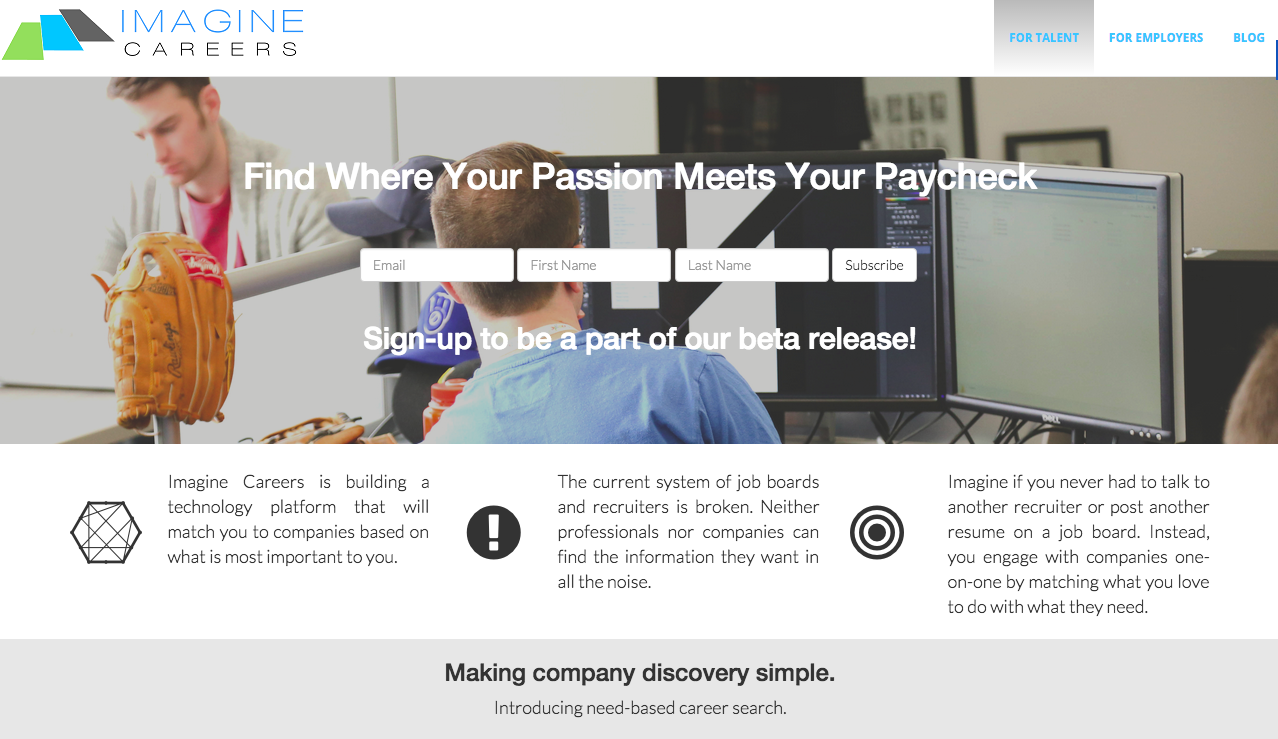 IMAGINE
CAREERS
FOR TALENT
FOR EMPLOYERS
BLOG
Find Where Your Passion Meets Your Paycheck
Email
First Name
Last Name
Subscribe
Sign-up to be a part of our beta release!
Rawlings
DELL
Imagine Careers is building a
technology platform that will
match you to companies based on
what is most important to you.
The current system of job boards
and recruiters is broken. Neither
professionals nor companies can
find the information they want in
all the noise.
Imagine if you never had to talk to
another recruiter or post another
resume on a job board. Instead,
you engage with companies one-
on-one by matching what you love
to do with what they need.
Making company discovery simple.
Introducing need-based career search.